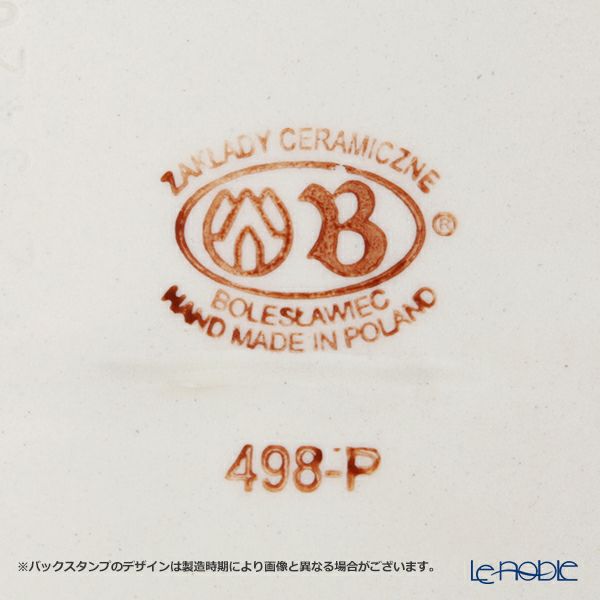 ZAKŁADY CERAMICZNE
B ®
BOLESŁAWIEC
HAND MADE IN POLAND
498-P
※バックスタンプのデザインは製造時期により画像と異なる場合がございます。
Le-noble